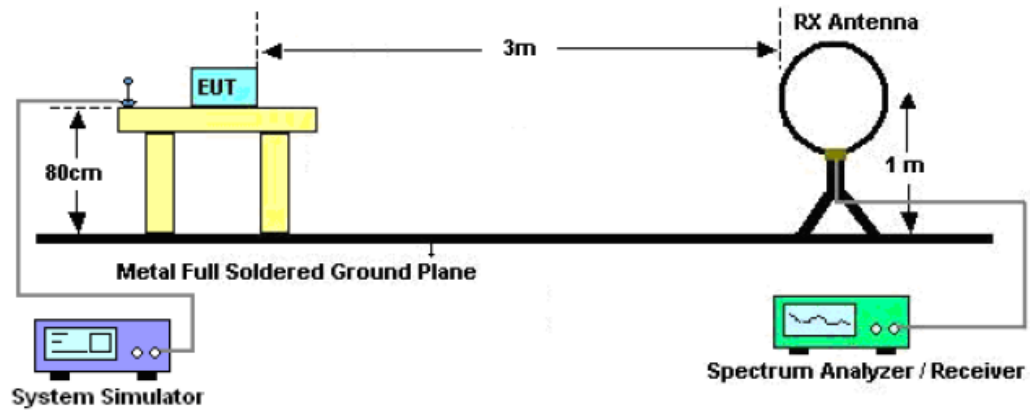 RX Antenna
3m
EUT
80cm
1 m
Metal Full Soldered Ground Plane
System Simulator
Spectrum Analyzer / Receiver